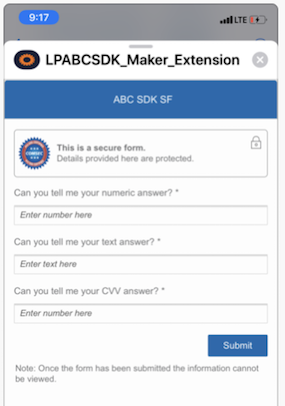 9:17
LTE
LPABCSDK_Maker_Extension
ABC SDK SF
This is a secure form.
Details provided here are protected.
Can you tell me your numeric answer? *
Enter number here
Can you tell me your text answer? *
Enter text here
Can you tell me your CVV answer? *
Enter number here
Submit
Note: Once the form has been submitted the information cannot
be viewed.